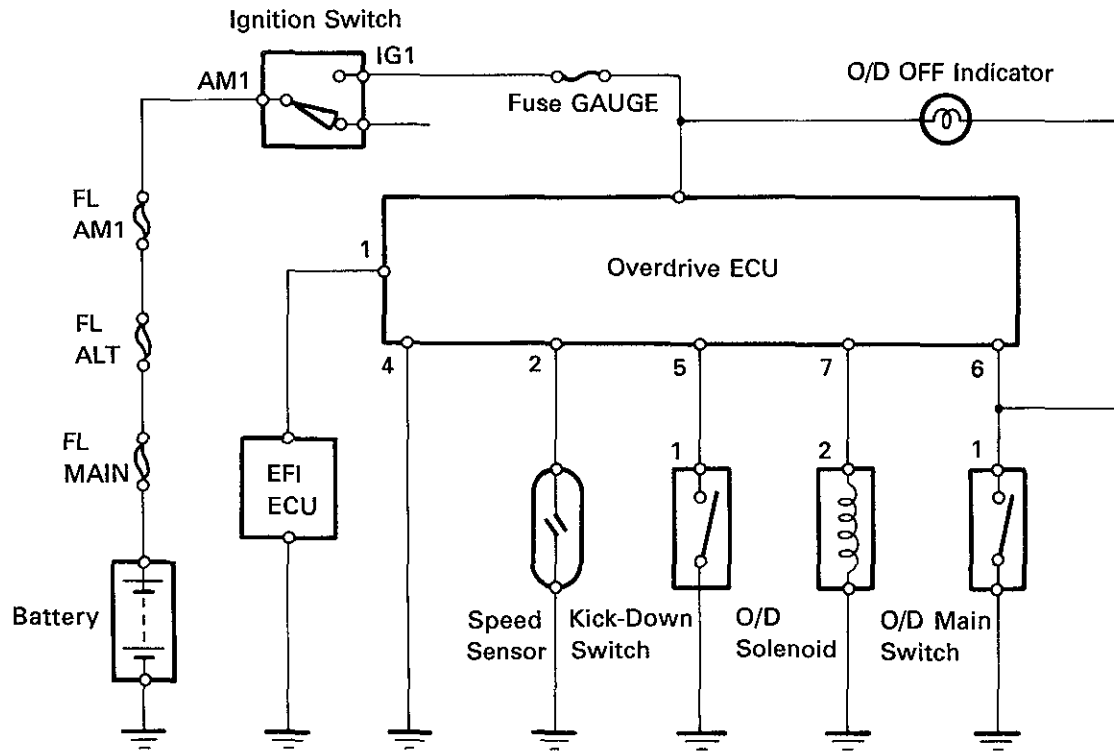 Ignition Switch
IG1
AM1
Fuse GAUGE
O/D OFF Indicator
FL
AM1
1
Overdrive ECU
FL
ALT
4
2
5
7
6
FL
MAIN
EFI
ECU
1
2
1
Battery
Speed
Sensor
Kick-Down
Switch
O/D
Solenoid
O/D Main
Switch